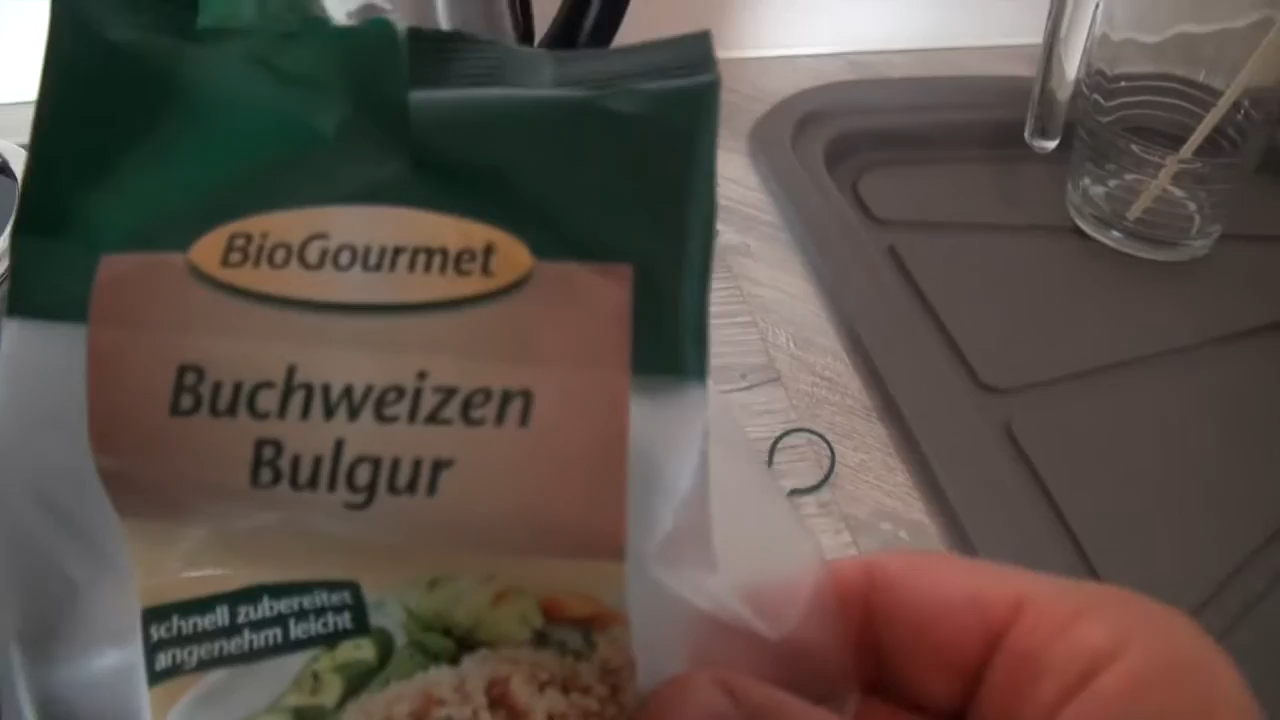 BioGourmet
Buchweizen
Bulgur
schnell zubereitet
angenehm leicht